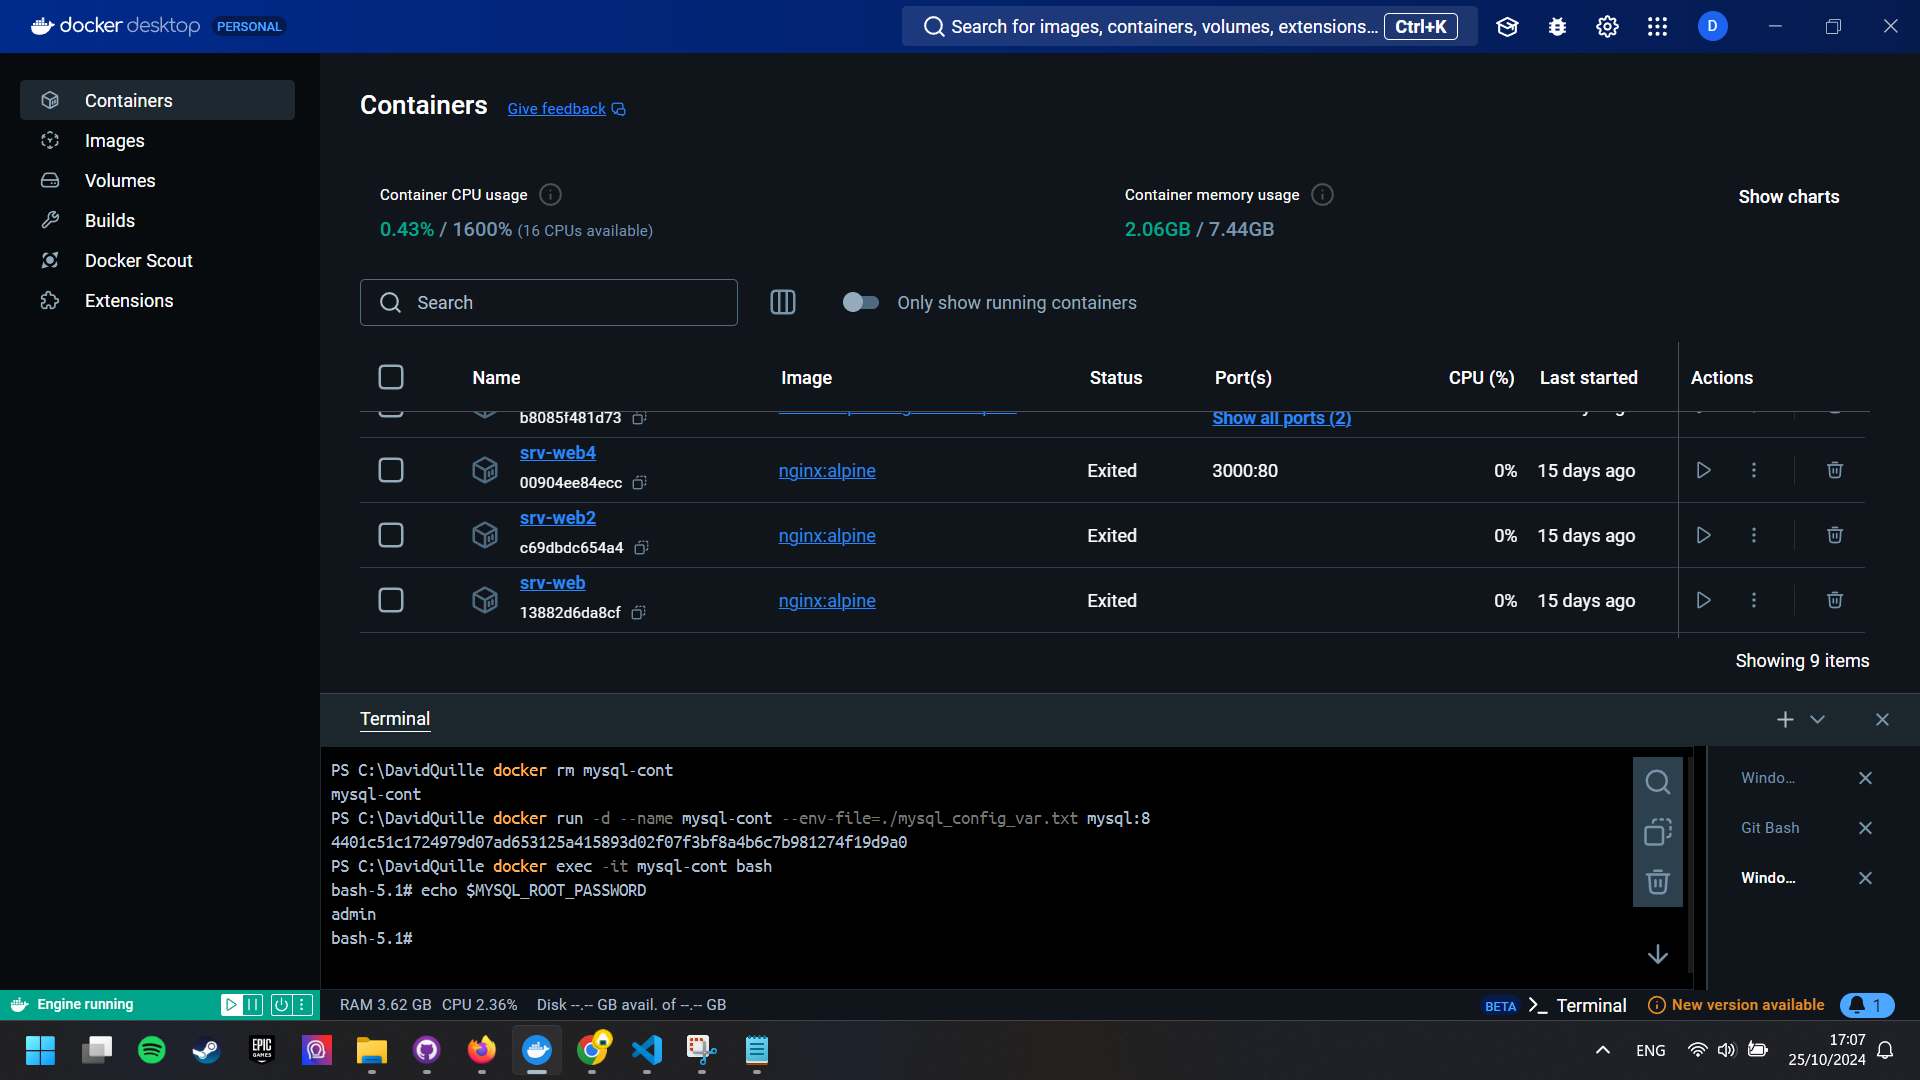 docker desktop PERSONAL
Search for images, containers, volumes, extensions... Ctrl+K
D
Containers
Images
Volumes
Builds
Docker Scout
Extensions
Containers Give feedback
Container CPU usage
0.43% / 1600% (16 CPUs available)
Container memory usage
2.06GB / 7.44GB
Show charts
Search
Only show running containers
Name Image Status Port(s) CPU (%) Last started Actions
b8085f481d73 Show all ports (2)
srv-web4
00904ee84ecc
nginx:alpine Exited 3000:80 0% 15 days ago
srv-web2
c69dbdc654a4
nginx:alpine Exited 0% 15 days ago
srv-web
13882d6da8cf
nginx:alpine Exited 0% 15 days ago
Showing 9 items
Terminal
PS C:\DavidQuille docker rm mysql-cont
mysql-cont
PS C:\DavidQuille docker run -d --name mysql-cont --env-file=./mysql_config_var.txt mysql:8
4401c51c1724979d07ad653125a415893d02f07f3bf8a4b6c7b981274f19d9a0
PS C:\DavidQuille docker exec -it mysql-cont bash
bash-5.1# echo $MYSQL_ROOT_PASSWORD
admin
bash-5.1#
Windo...
Git Bash
Windo...
Engine running
RAM 3.62 GB CPU 2.36% Disk --.-- GB avail. of --.-- GB
BETA Terminal New version available 1
EPIC GAMES
ENG
17:07
25/10/2024